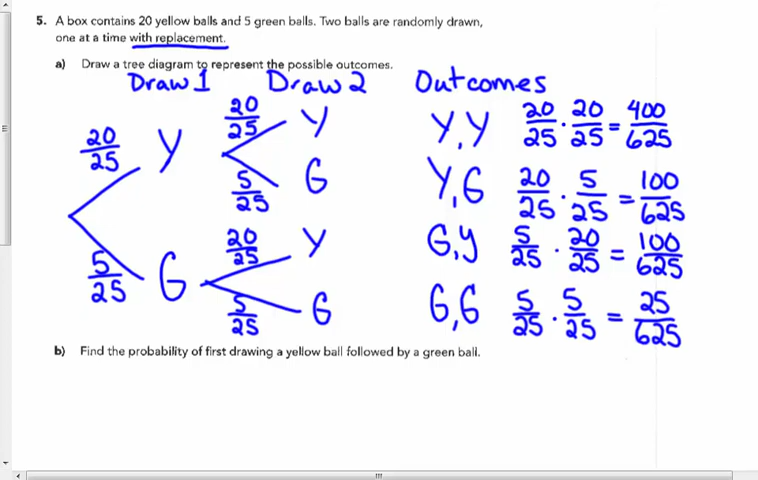 5. A box contains 20 yellow balls and 5 green balls. Two balls are randomly drawn,
one at a time with replacement.
a) Draw a tree diagram to represent the possible outcomes.
Draw 1 Draw 2 Outcomes
20/25 Y 20/25 Y Y,Y 20/25 · 20/25 = 400/625
5/25 G Y,G 20/25 · 5/25 = 100/625
5/25 G 20/25 Y G,Y 5/25 · 20/25 = 100/625
5/25 G G,G 5/25 · 5/25 = 25/625
b) Find the probability of first drawing a yellow ball followed by a green ball.